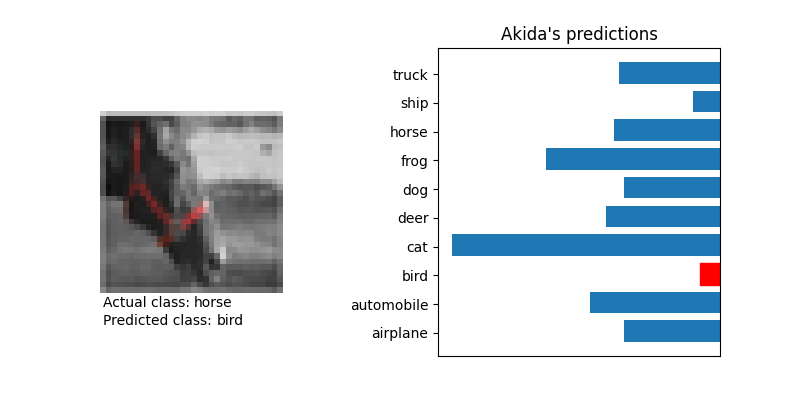 Akida's predictions
truck
ship
horse
frog
dog
deer
cat
bird
automobile
airplane
Actual class: horse
Predicted class: bird